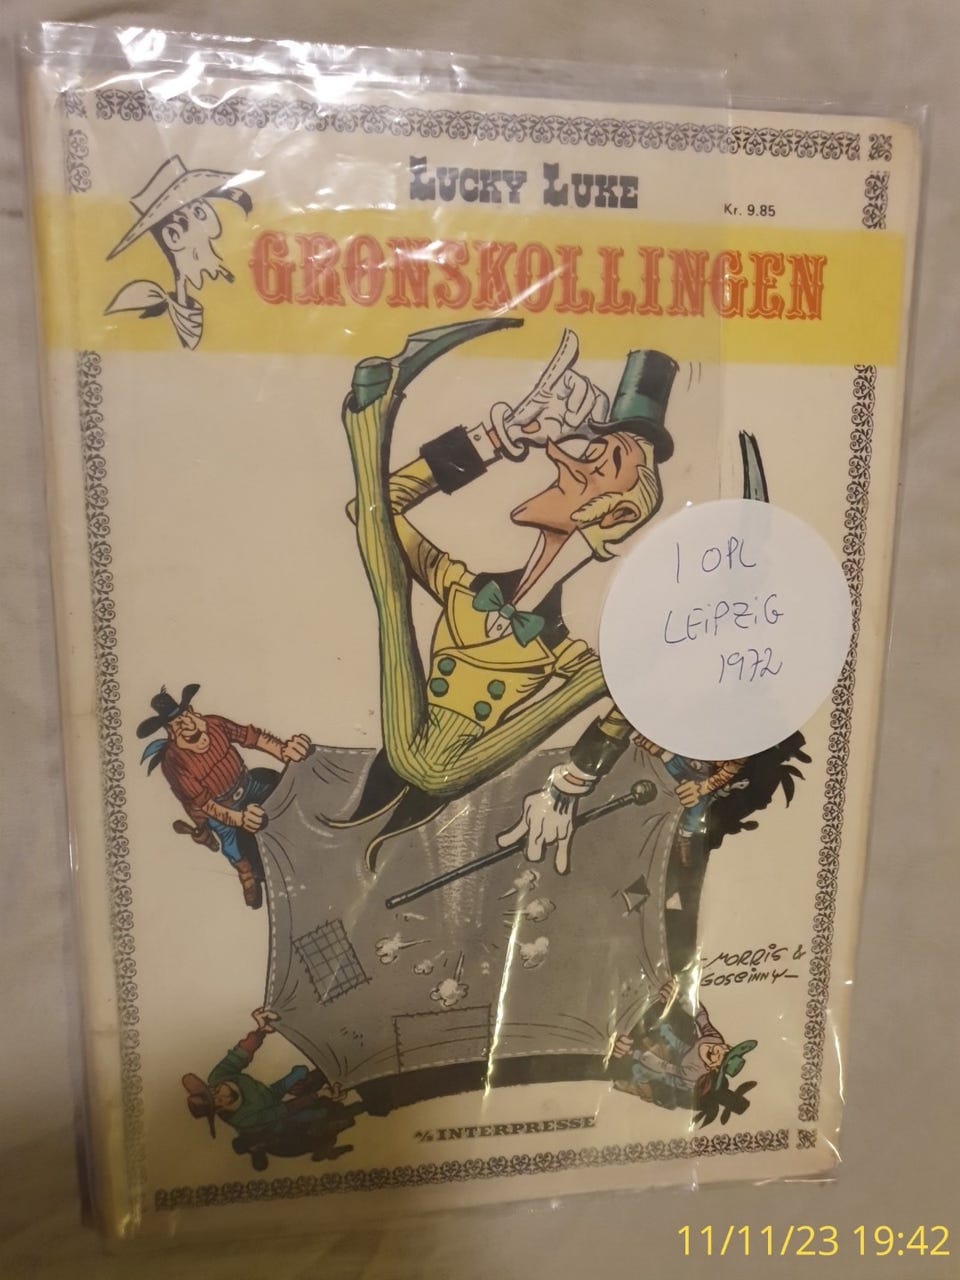 LUCKY LUKE
Kr. 9.85
GRØNSKOLLINGEN
1 OPL
LEiPZiG
1972
-MORRIS &
GOSCINNY-
A/S INTERPRESSE
11/11/23 19:42